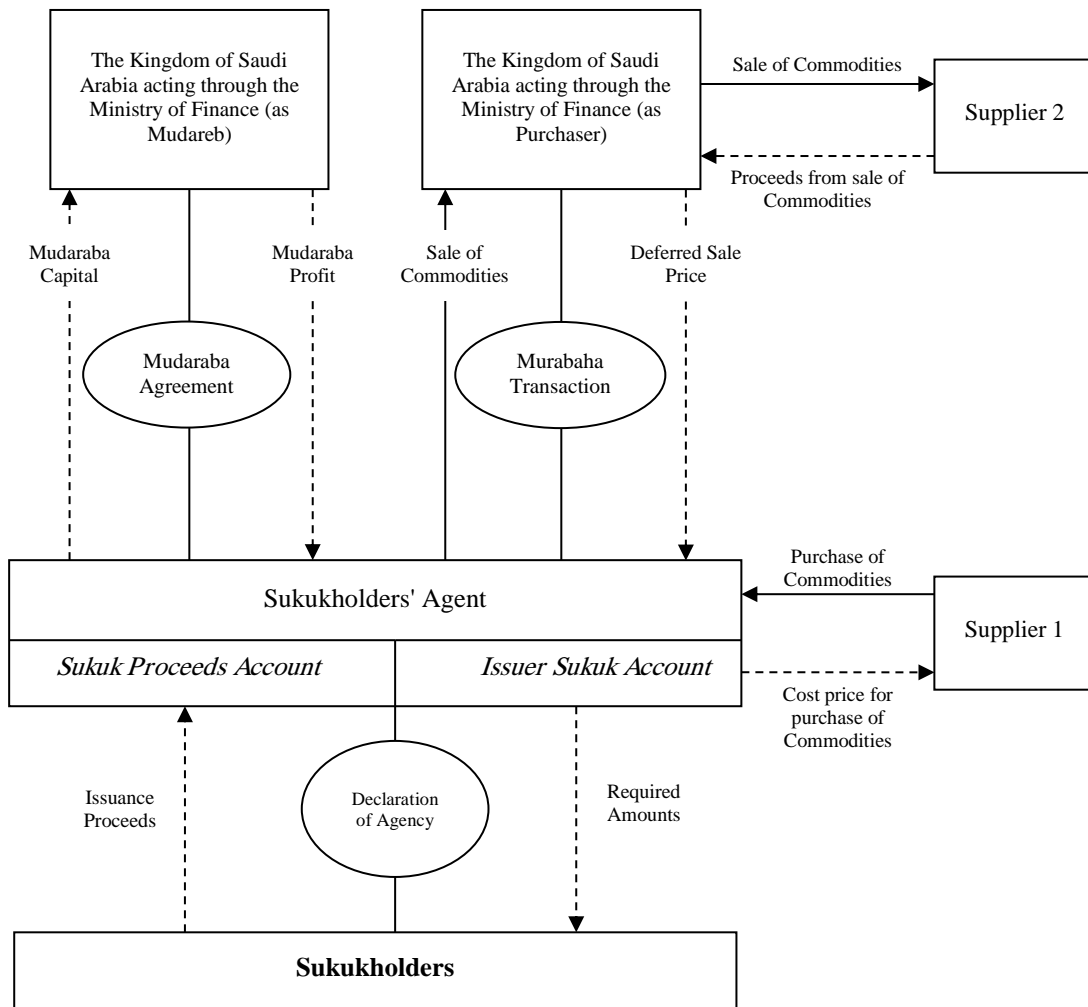 The Kingdom of Saudi
Arabia acting through the
Ministry of Finance (as
Mudareb)
The Kingdom of Saudi
Arabia acting through the
Ministry of Finance (as
Purchaser)
Sale of Commodities
Supplier 2
Proceeds from sale of
Commodities
Mudaraba
Capital
Mudaraba
Profit
Sale of
Commodities
Deferred Sale
Price
Mudaraba
Agreement
Murabaha
Transaction
Purchase of
Commodities
Sukukholders' Agent
Supplier 1
Sukuk Proceeds Account
Issuer Sukuk Account
Cost price for
purchase of
Commodities
Issuance
Proceeds
Declaration
of Agency
Required
Amounts
Sukukholders